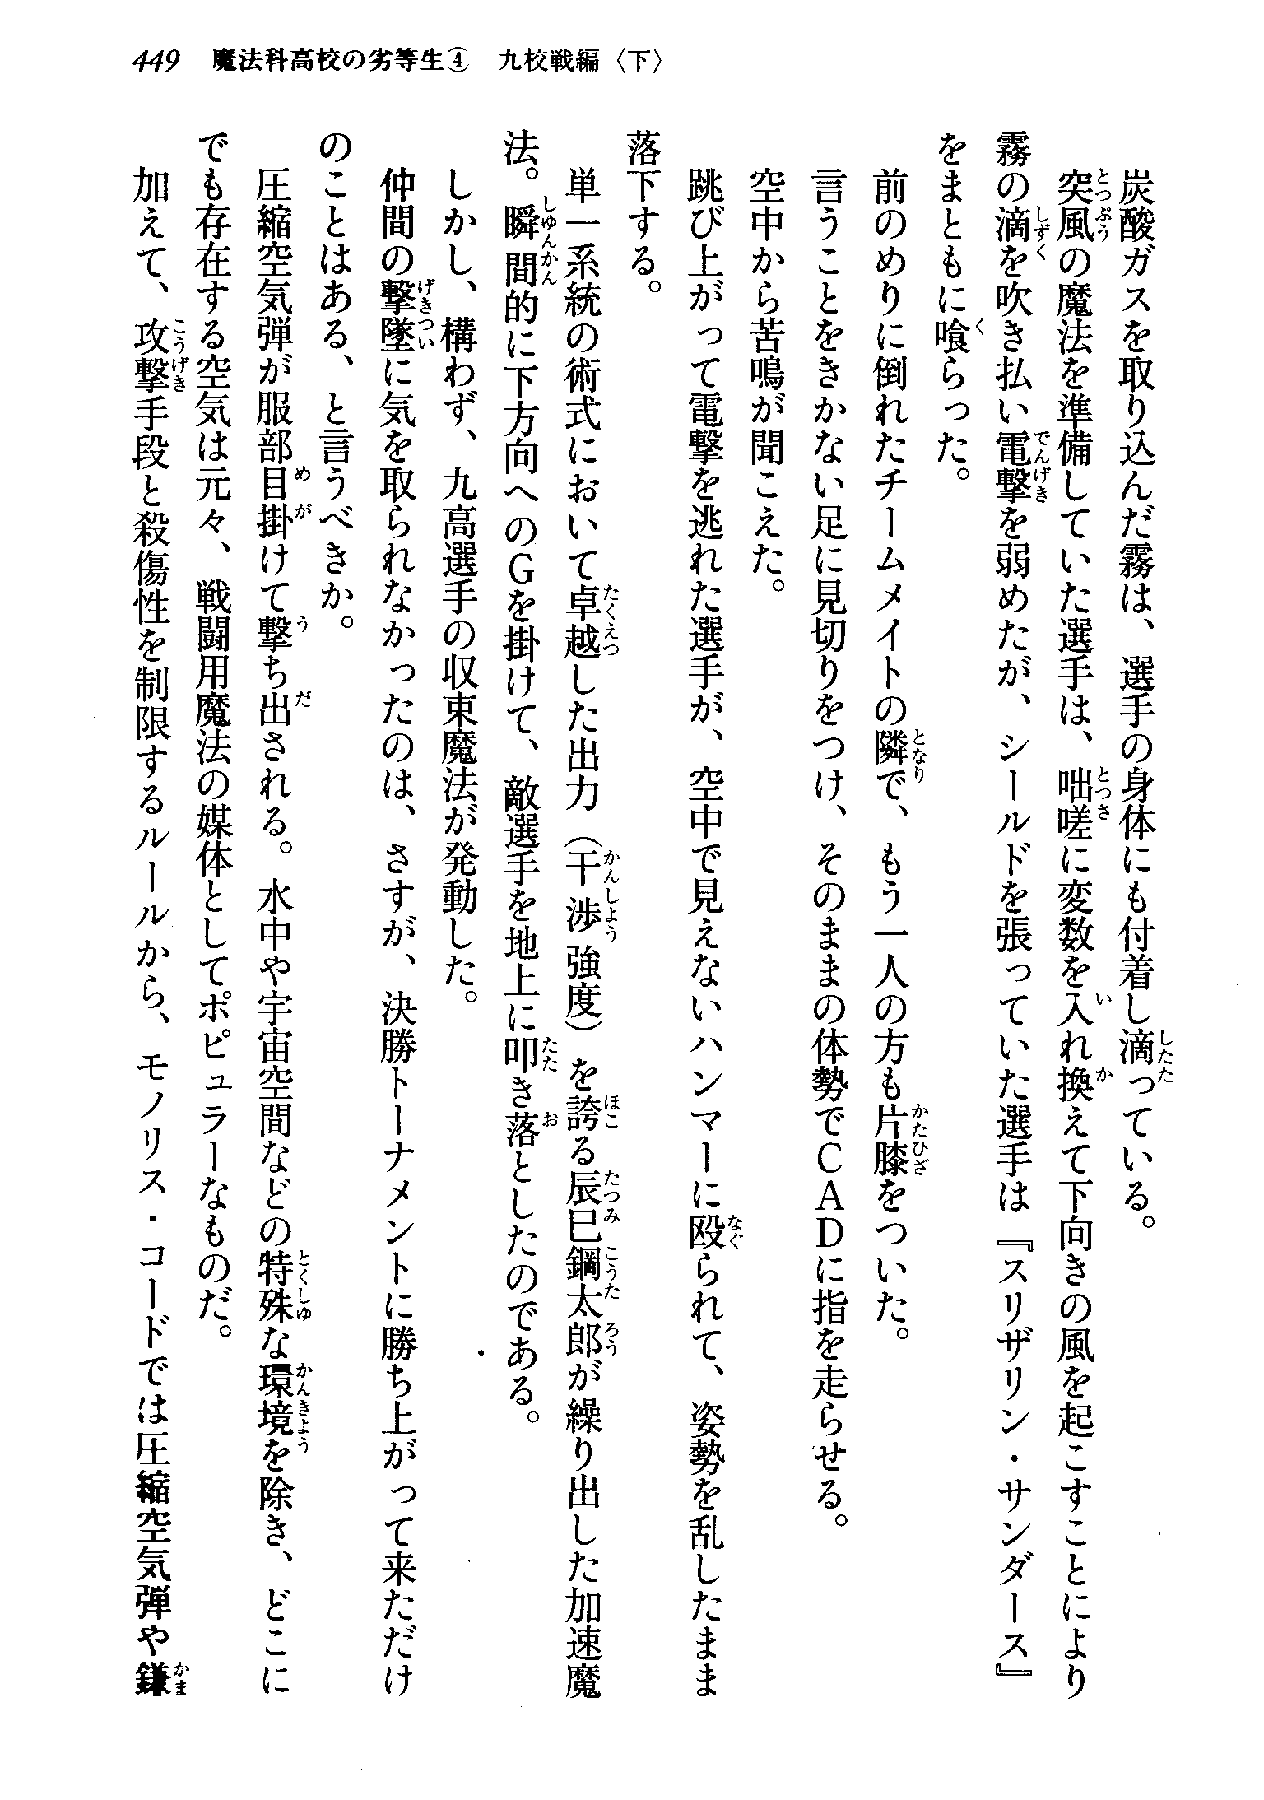 449 魔法科高校の劣等生④ 九校戦編〈下〉
炭酸ガスを取り込んだ霧は、選手の身体にも付着し滴っている。
突風の魔法を準備していた選手は、咄嗟に変数を入れ換えて下向きの風を起こすことにより
霧の滴を吹き払い電撃を弱めたが、シールドを張っていた選手は『スリザリン・サンダース』
をまともに喰らった。
前のめりに倒れたチームメイトの隣で、もう一人の方も片膝をついた。
言うことをきかない足に見切りをつけ、そのままの体勢でＣＡＤに指を走らせる。
空中から苦鳴が聞こえた。
跳び上がって電撃を逃れた選手が、空中で見えないハンマーに殴られて、姿勢を乱したまま
落下する。
単一系統の術式において卓越した出力（干渉強度）を誇る辰巳鋼太郎が繰り出した加速魔
法。瞬間的に下方向へのＧを掛けて、敵選手を地上に叩き落としたのである。
しかし、構わず、九高選手の収束魔法が発動した。
仲間の撃墜に気を取られなかったのは、さすが、決勝トーナメントに勝ち上がって来ただけ
のことはある、と言うべきか。
圧縮空気弾が服部目掛けて撃ち出される。水中や宇宙空間などの特殊な環境を除き、どこに
でも存在する空気は元々、戦闘用魔法の媒体としてポピュラーなものだ。
加えて、攻撃手段と殺傷性を制限するルールから、モノリス・コードでは圧縮空気弾や鎌